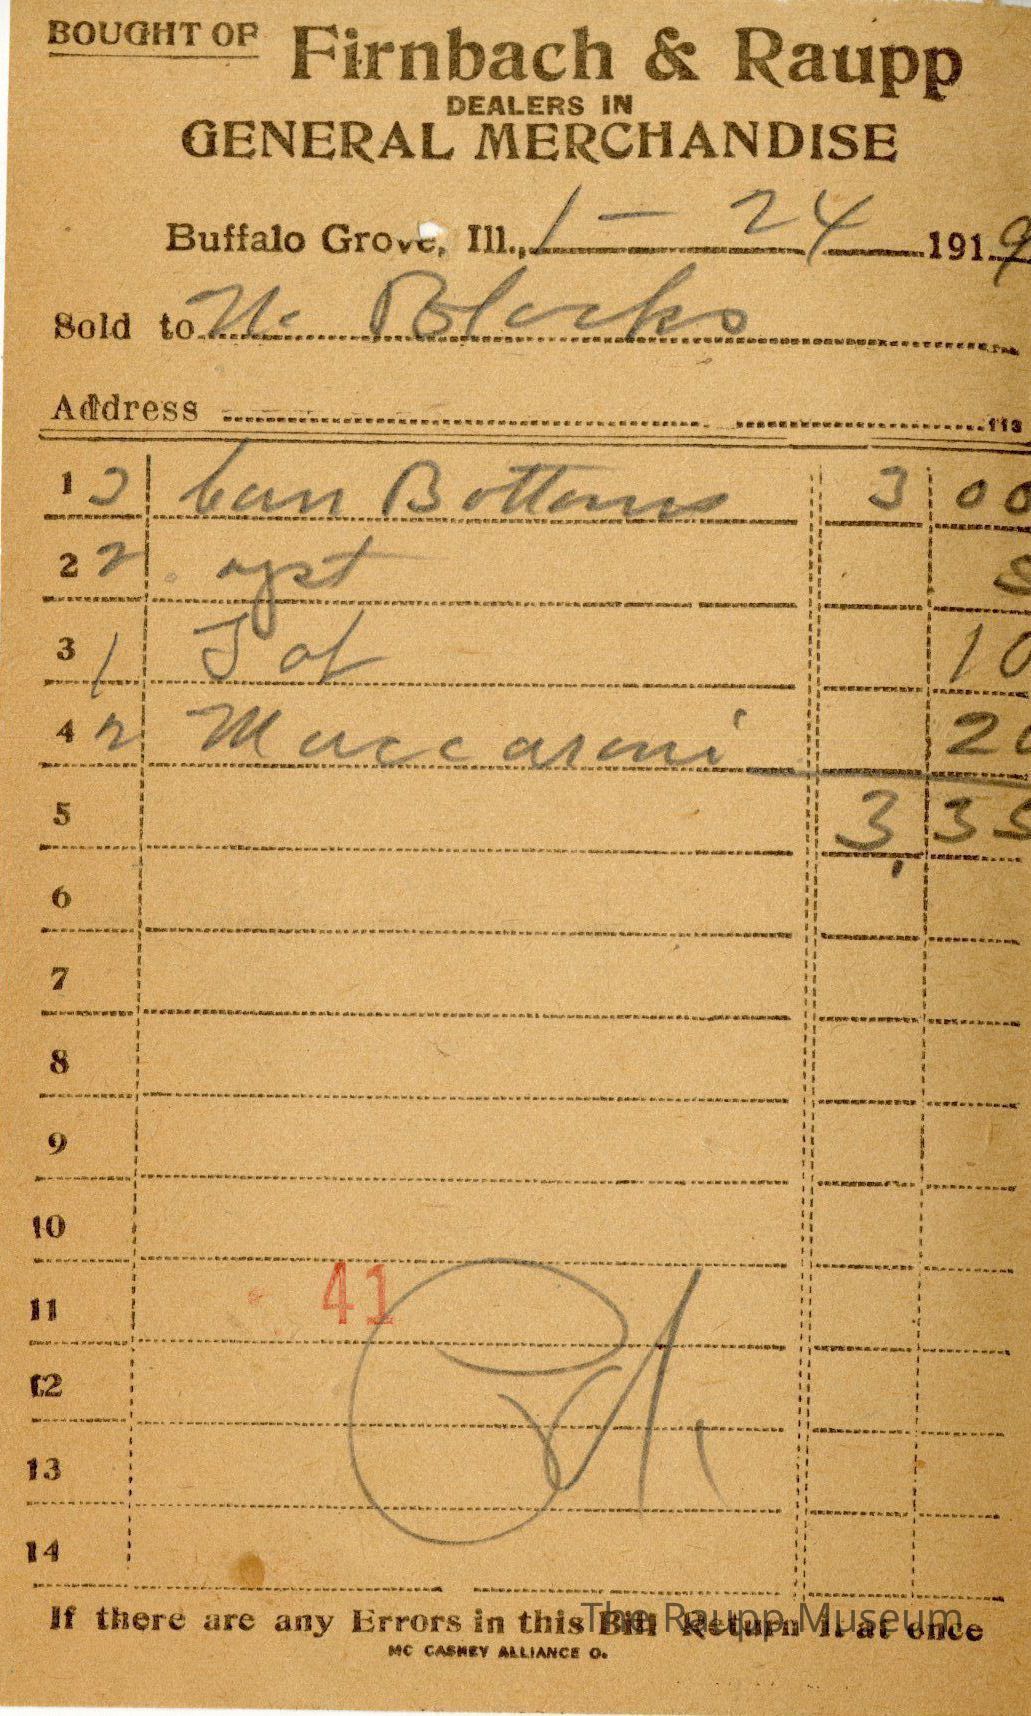 BOUGHT OF Firnbach & Raupp
DEALERS IN
GENERAL MERCHANDISE
Buffalo Grove, Ill., 1 - 24 1919
Sold to Blocks
Address
113
1 Can Bottoms 3 00
2 2
3 1 10
4 2 Maccaroni 20
5 3.35
6
7
8
9
10
11 41
12
13
14
If there are any Errors in this Bill Return it at once
MC CASKEY ALLIANCE O.
The Raupp Museum